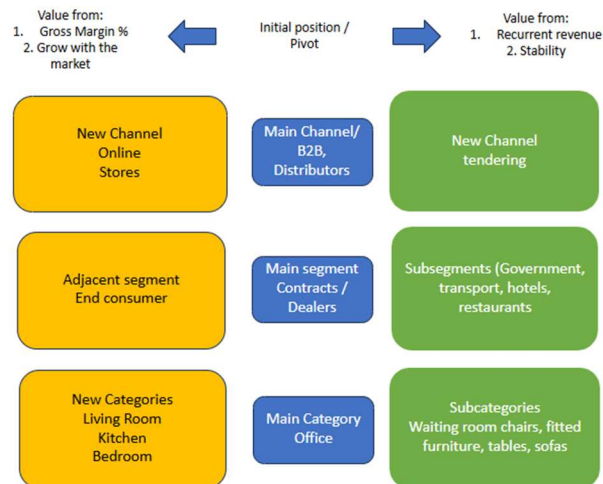 Value from:
1. Gross Margin %
2. Grow with the
market
Initial position /
Pivot
Value from:
1. Recurrent revenue
2. Stability
New Channel
Online
Stores
Main Channel/
B2B,
Distributors
New Channel
tendering
Adjacent segment
End consumer
Main segment
Contracts /
Dealers
Subsegments (Government,
transport, hotels,
restaurants
New Categories
Living Room
Kitchen
Bedroom
Main Category
Office
Subcategories
Waiting room chairs, fitted
furniture, tables, sofas